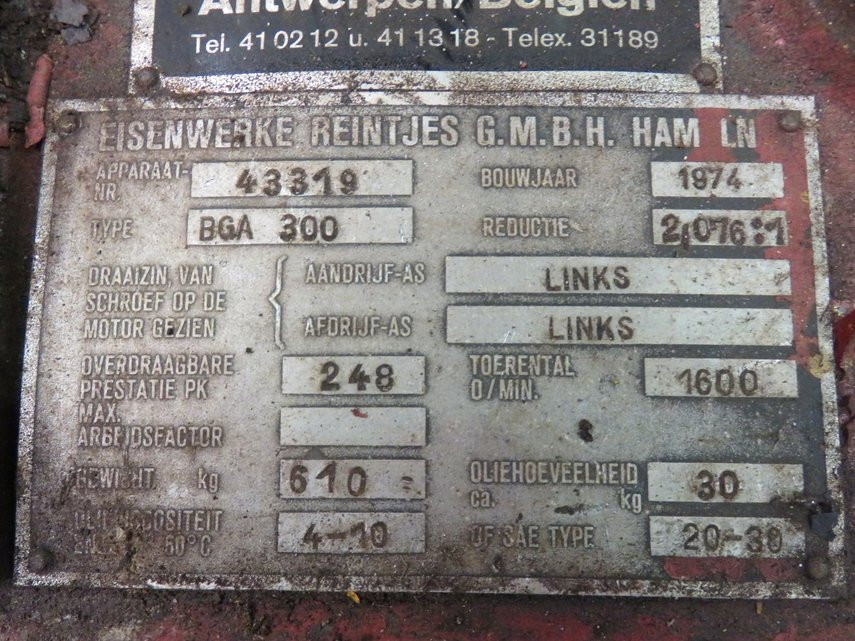 Antwerpen/Belgien
Tel. 41 02 12 u. 41 13 18 - Telex. 31189
EISENWERKE REINTJES G.M.B.H. HAM LN
APPARAAT-NR. 43319 BOUWJAAR 1974
TYPE BGA 300 REDUCTIE 2,076:1
DRAAIZIN, VAN AANDRIJF-AS LINKS
SCHROEF OP DE
MOTOR GEZIEN AFDRIJF-AS LINKS
OVERDRAAGBARE 248 TOERENTAL 1600
PRESTATIE PK O/MIN.
MAX.
ARBEIDSFACTOR
GEWICHT kg 610 OLIEHOEVEELHEID 30
ca. kg
4-10 OF SAE TYPE 20-30
50°C